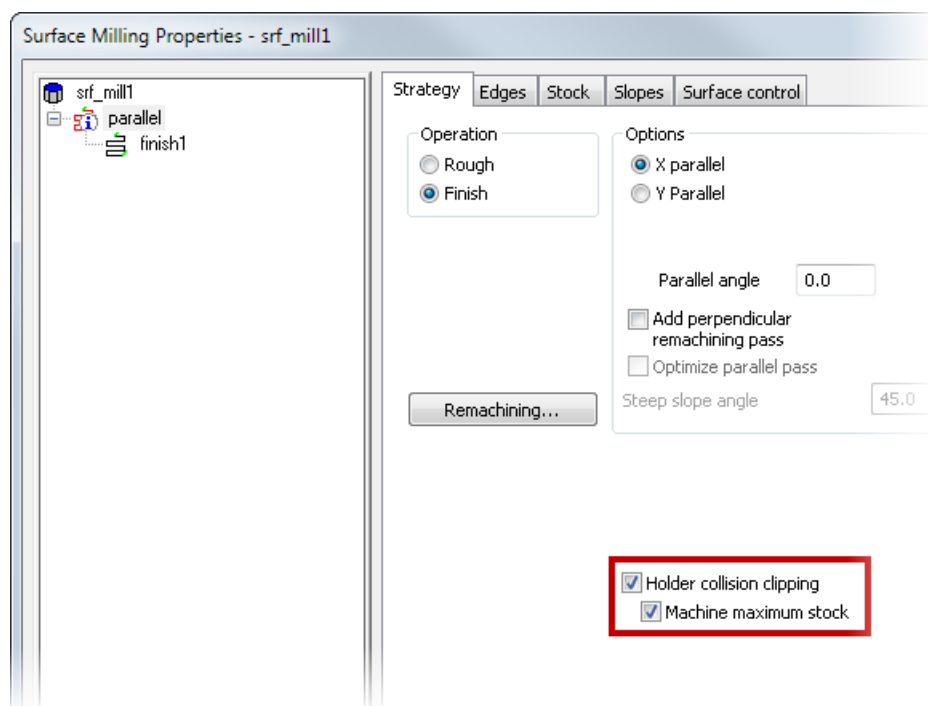 Surface Milling Properties - srf_mill1
srf_mill1
parallel
finish1
Strategy Edges Stock Slopes Surface control
Operation
Rough
Finish
Options
X parallel
Y Parallel
Parallel angle 0.0
Add perpendicular
remachining pass
Optimize parallel pass
Steep slope angle 45.0
Remachining...
Holder collision clipping
Machine maximum stock